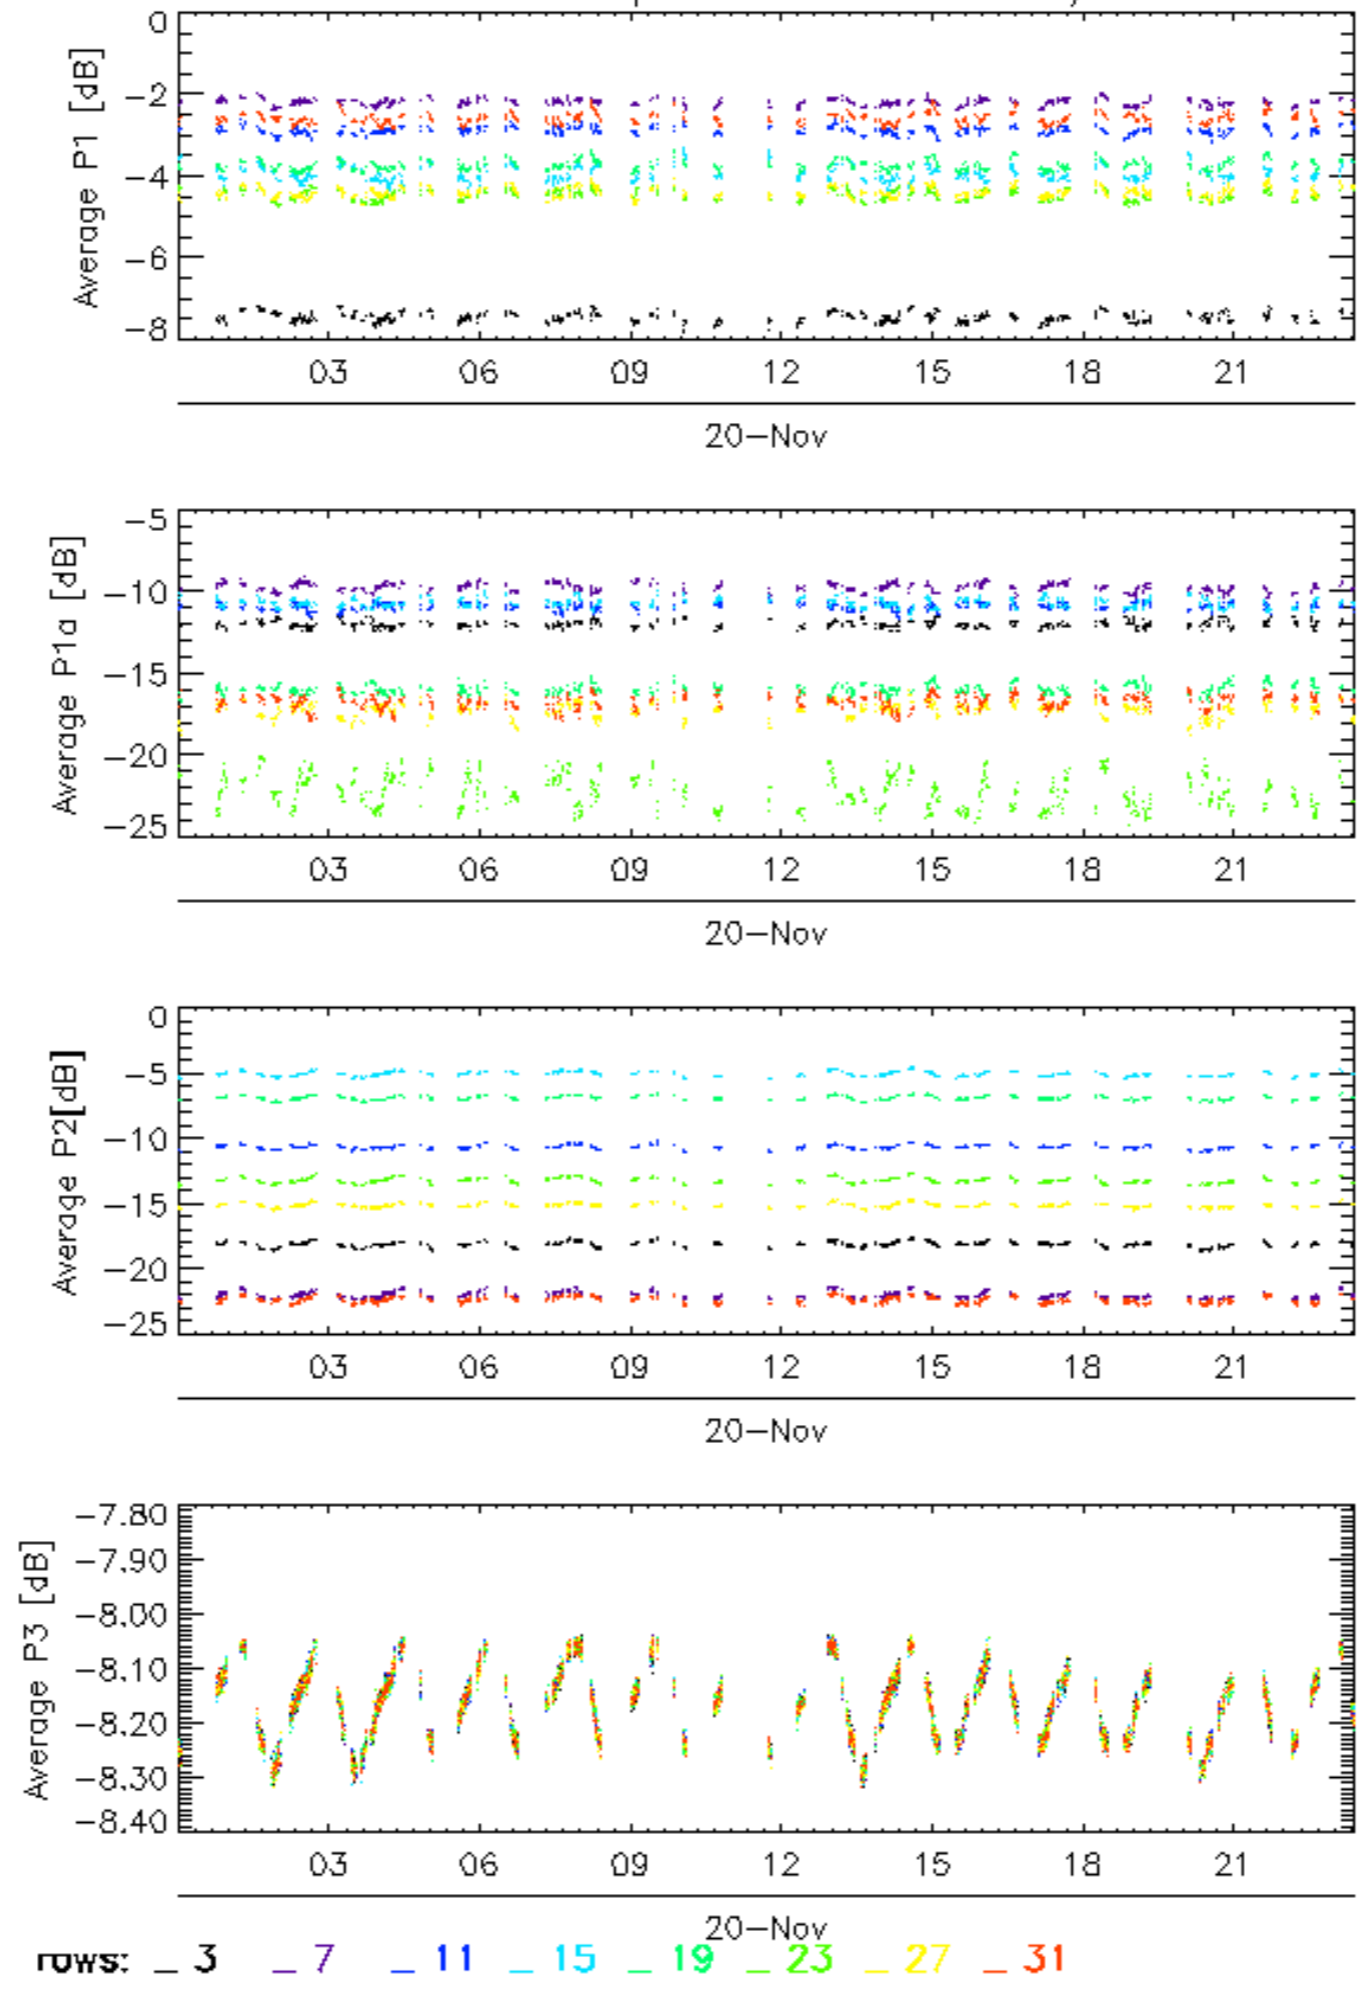 Average P1 [dB]
0
−2
−4
−6
−8
03 06 09 12 15 18 21
20−Nov
Average P1a [dB]
−5
−10
−15
−20
−25
03 06 09 12 15 18 21
20−Nov
Average P2[dB]
0
−5
−10
−15
−20
−25
03 06 09 12 15 18 21
20−Nov
Average P3 [dB]
−7.80
−7.90
−8.00
−8.10
−8.20
−8.30
−8.40
03 06 09 12 15 18 21
20−Nov
rows: _ 3 _ 7 _ 11 _ 15 _ 19 _ 23 _ 27 _ 31